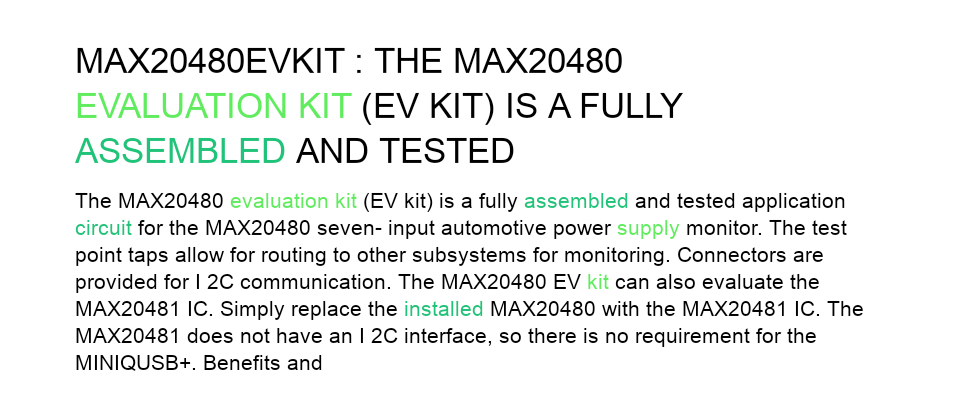 MAX20480EVKIT : THE MAX20480
EVALUATION KIT (EV KIT) IS A FULLY
ASSEMBLED AND TESTED
The MAX20480 evaluation kit (EV kit) is a fully assembled and tested application
circuit for the MAX20480 seven- input automotive power supply monitor. The test
point taps allow for routing to other subsystems for monitoring. Connectors are
provided for I 2C communication. The MAX20480 EV kit can also evaluate the
MAX20481 IC. Simply replace the installed MAX20480 with the MAX20481 IC. The
MAX20481 does not have an I 2C interface, so there is no requirement for the
MINIQUSB+. Benefits and